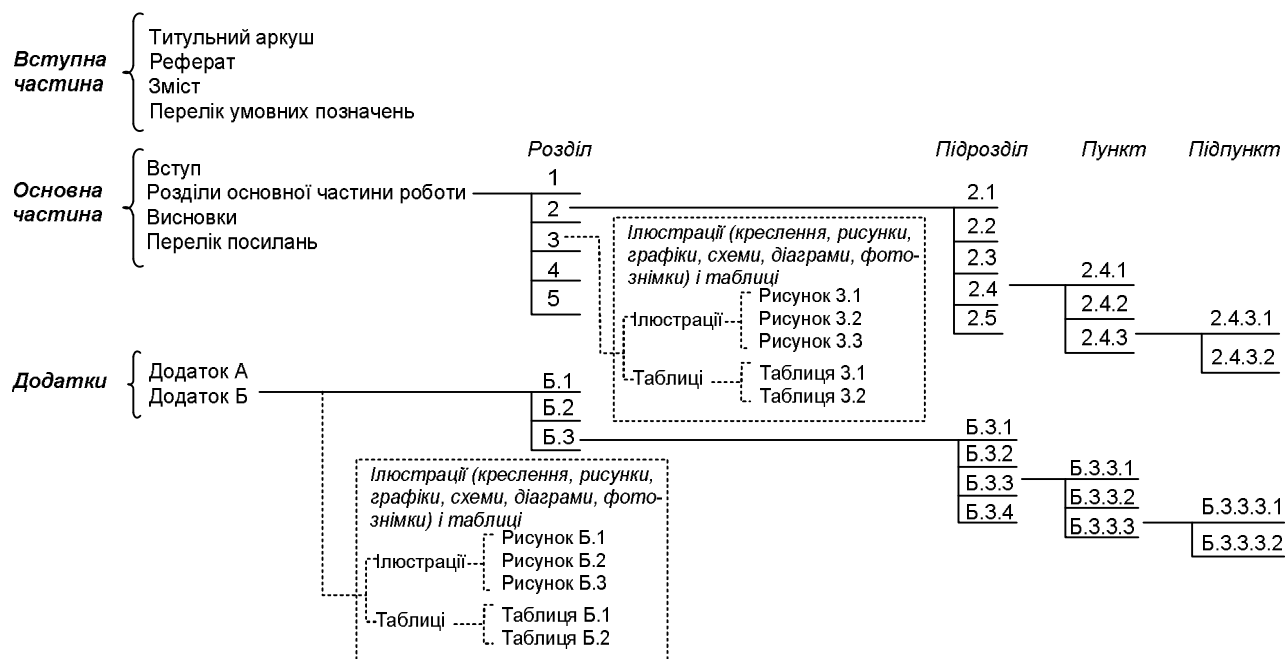 Вступна
частина
Титульний аркуш
Реферат
Зміст
Перелік умовних позначень
Основна
частина
Вступ
Розділи основної частини роботи
Висновки
Перелік посилань
Розділ
1
2
3
4
5
Підрозділ
2.1
2.2
2.3
2.4
2.5
Пункт
2.4.1
2.4.2
2.4.3
Підпункт
2.4.3.1
2.4.3.2
Ілюстрації (креслення, рисунки,
графіки, схеми, діаграми, фото-
знімки) і таблиці
Ілюстрації
Рисунок 3.1
Рисунок 3.2
Рисунок 3.3
Таблиці
Таблиця 3.1
Таблиця 3.2
Додатки
Додаток А
Додаток Б
Б.1
Б.2
Б.3
Б.3.1
Б.3.2
Б.3.3
Б.3.4
Б.3.3.1
Б.3.3.2
Б.3.3.3
Б.3.3.3.1
Б.3.3.3.2
Ілюстрації (креслення, рисунки,
графіки, схеми, діаграми, фото-
знімки) і таблиці
Ілюстрації
Рисунок Б.1
Рисунок Б.2
Рисунок Б.3
Таблиці
Таблиця Б.1
Таблиця Б.2